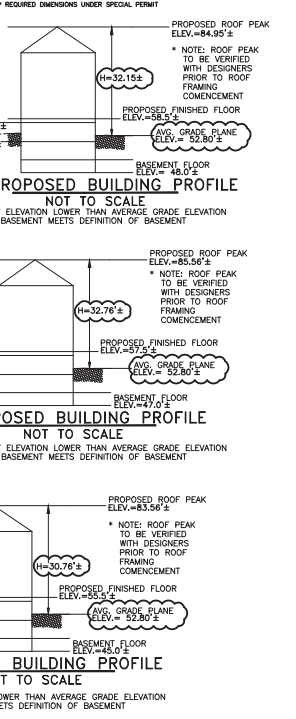 * REQUIRED DIMENSIONS UNDER SPECIAL PERMIT
PROPOSED ROOF PEAK
ELEV.=84.95'±
* NOTE: ROOF PEAK
TO BE VERIFIED
WITH DESIGNERS
PRIOR TO ROOF
FRAMING
COMENCEMENT
H=32.15±
PROPOSED FINISHED FLOOR
ELEV.=58.5'±
AVG. GRADE PLANE
ELEV.= 52.80'±
BASEMENT FLOOR
ELEV.= 48.0'±
ROPOSED BUILDING PROFILE
NOT TO SCALE
ELEVATION LOWER THAN AVERAGE GRADE ELEVATION
BASEMENT MEETS DEFINITION OF BASEMENT
PROPOSED ROOF PEAK
ELEV.=85.56'±
* NOTE: ROOF PEAK
TO BE VERIFIED
WITH DESIGNERS
PRIOR TO ROOF
FRAMING
COMENCEMENT
H=32.76'±
PROPOSED FINISHED FLOOR
ELEV.=57.5'±
AVG. GRADE PLANE
ELEV.= 52.80'±
BASEMENT FLOOR
ELEV.=47.0'±
POSED BUILDING PROFILE
NOT TO SCALE
ELEVATION LOWER THAN AVERAGE GRADE ELEVATION
BASEMENT MEETS DEFINITION OF BASEMENT
PROPOSED ROOF PEAK
ELEV.=83.56'±
* NOTE: ROOF PEAK
TO BE VERIFIED
WITH DESIGNERS
PRIOR TO ROOF
FRAMING
COMENCEMENT
H=30.76'±
PROPOSED FINISHED FLOOR
ELEV.=55.5'±
AVG. GRADE PLANE
ELEV.= 52.80'±
BASEMENT FLOOR
ELEV.=45.0'±
BUILDING PROFILE
T TO SCALE
OWER THAN AVERAGE GRADE ELEVATION
ETS DEFINITION OF BASEMENT